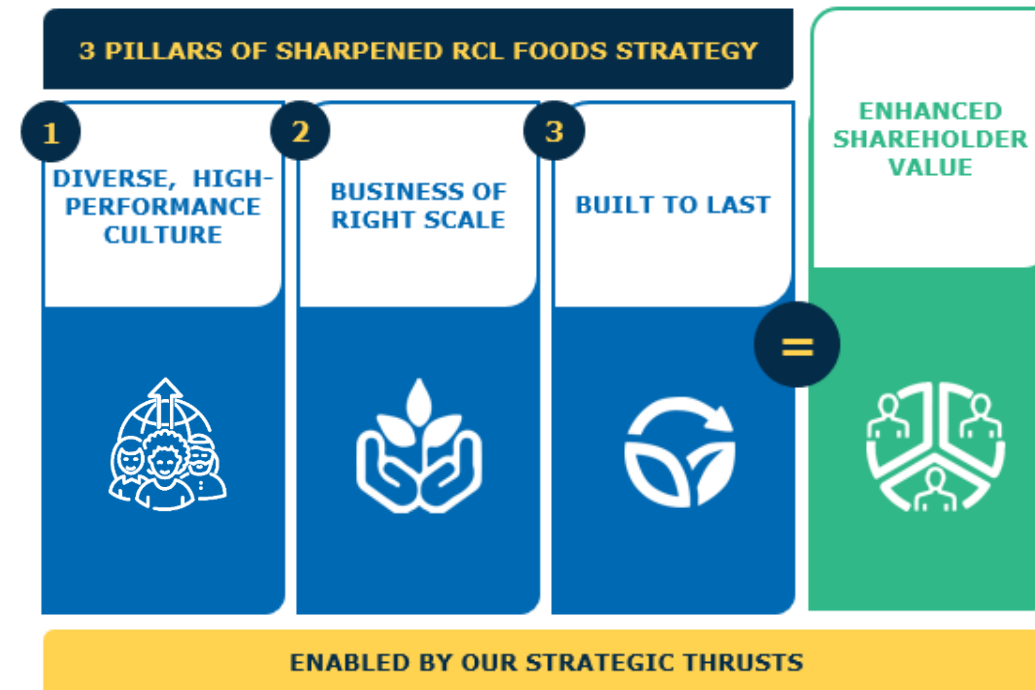 3 PILLARS OF SHARPENED RCL FOODS STRATEGY
1
DIVERSE, HIGH-
PERFORMANCE
CULTURE
2
BUSINESS OF
RIGHT SCALE
3
BUILT TO LAST
=
ENHANCED
SHAREHOLDER
VALUE
ENABLED BY OUR STRATEGIC THRUSTS